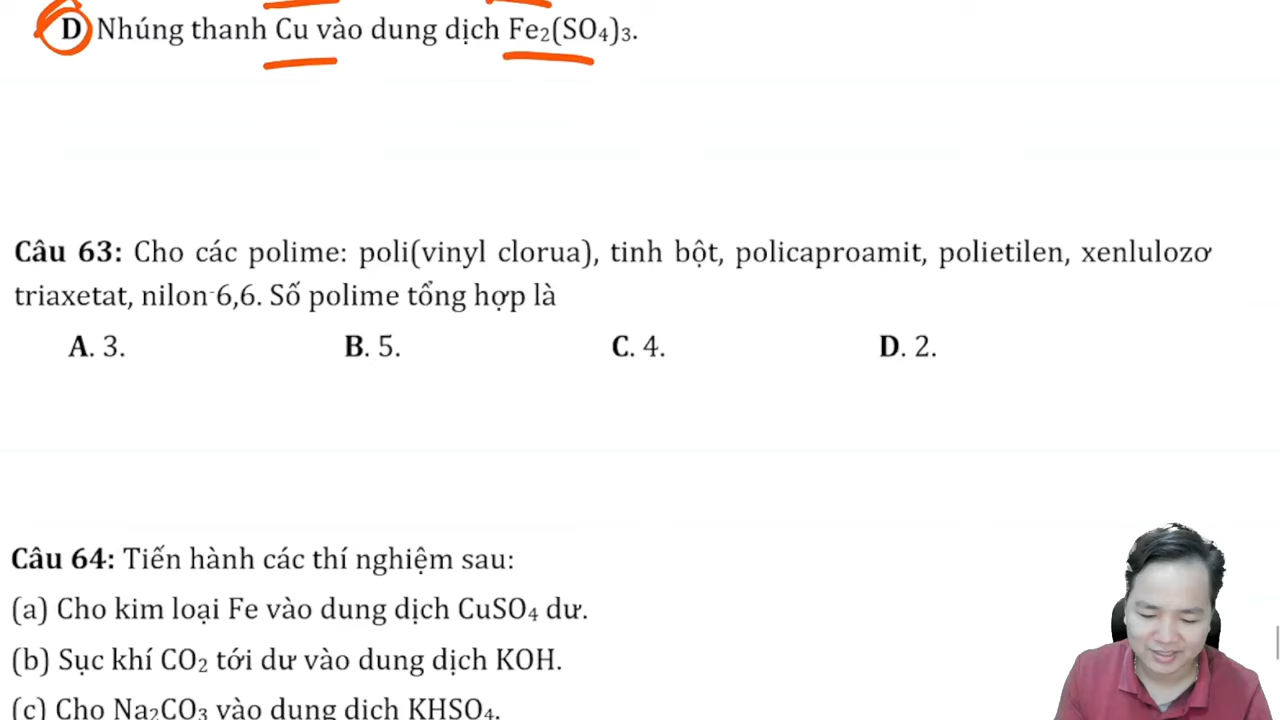 D Nhúng thanh Cu vào dung dịch Fe₂(SO₄)₃.
Câu 63: Cho các polime: poli(vinyl clorua), tinh bột, policaproamit, polietilen, xenlulozơ
triaxetat, nilon-6,6. Số polime tổng hợp là
A. 3. B. 5. C. 4. D. 2.
Câu 64: Tiến hành các thí nghiệm sau:
(a) Cho kim loại Fe vào dung dịch CuSO₄ dư.
(b) Sục khí CO₂ tới dư vào dung dịch KOH.
(c) Cho Na₂CO₃ vào dung dịch KHSO₄.